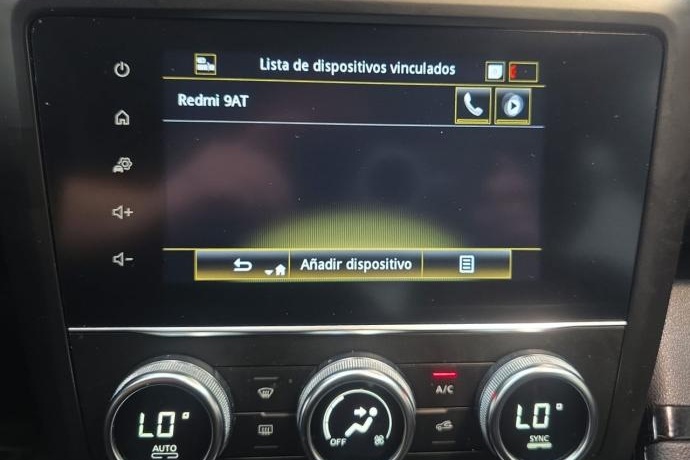 Lista de dispositivos vinculados
Redmi 9AT
Añadir dispositivo
A/C
LO°
AUTO
OFF
LO°
SYNC